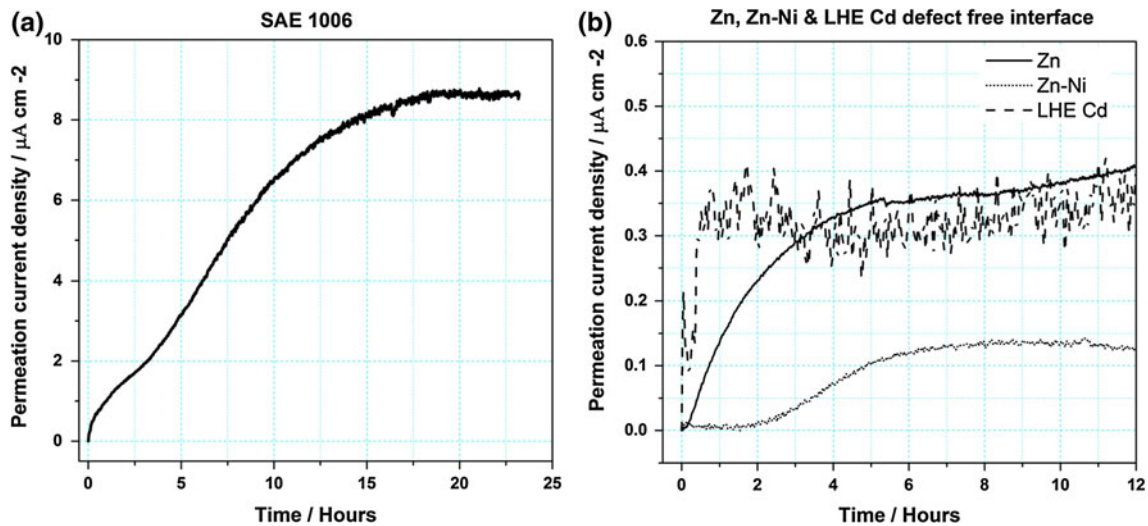 (a)
SAE 1006
Permeation current density / µA cm -2
10
8
6
4
2
0
0 5 10 15 20 25
Time / Hours
(b)
Zn, Zn-Ni & LHE Cd defect free interface
Permeation current density / µA cm -2
0.6
0.5
0.4
0.3
0.2
0.1
0.0
Zn
Zn-Ni
LHE Cd
0 2 4 6 8 10 12
Time / Hours